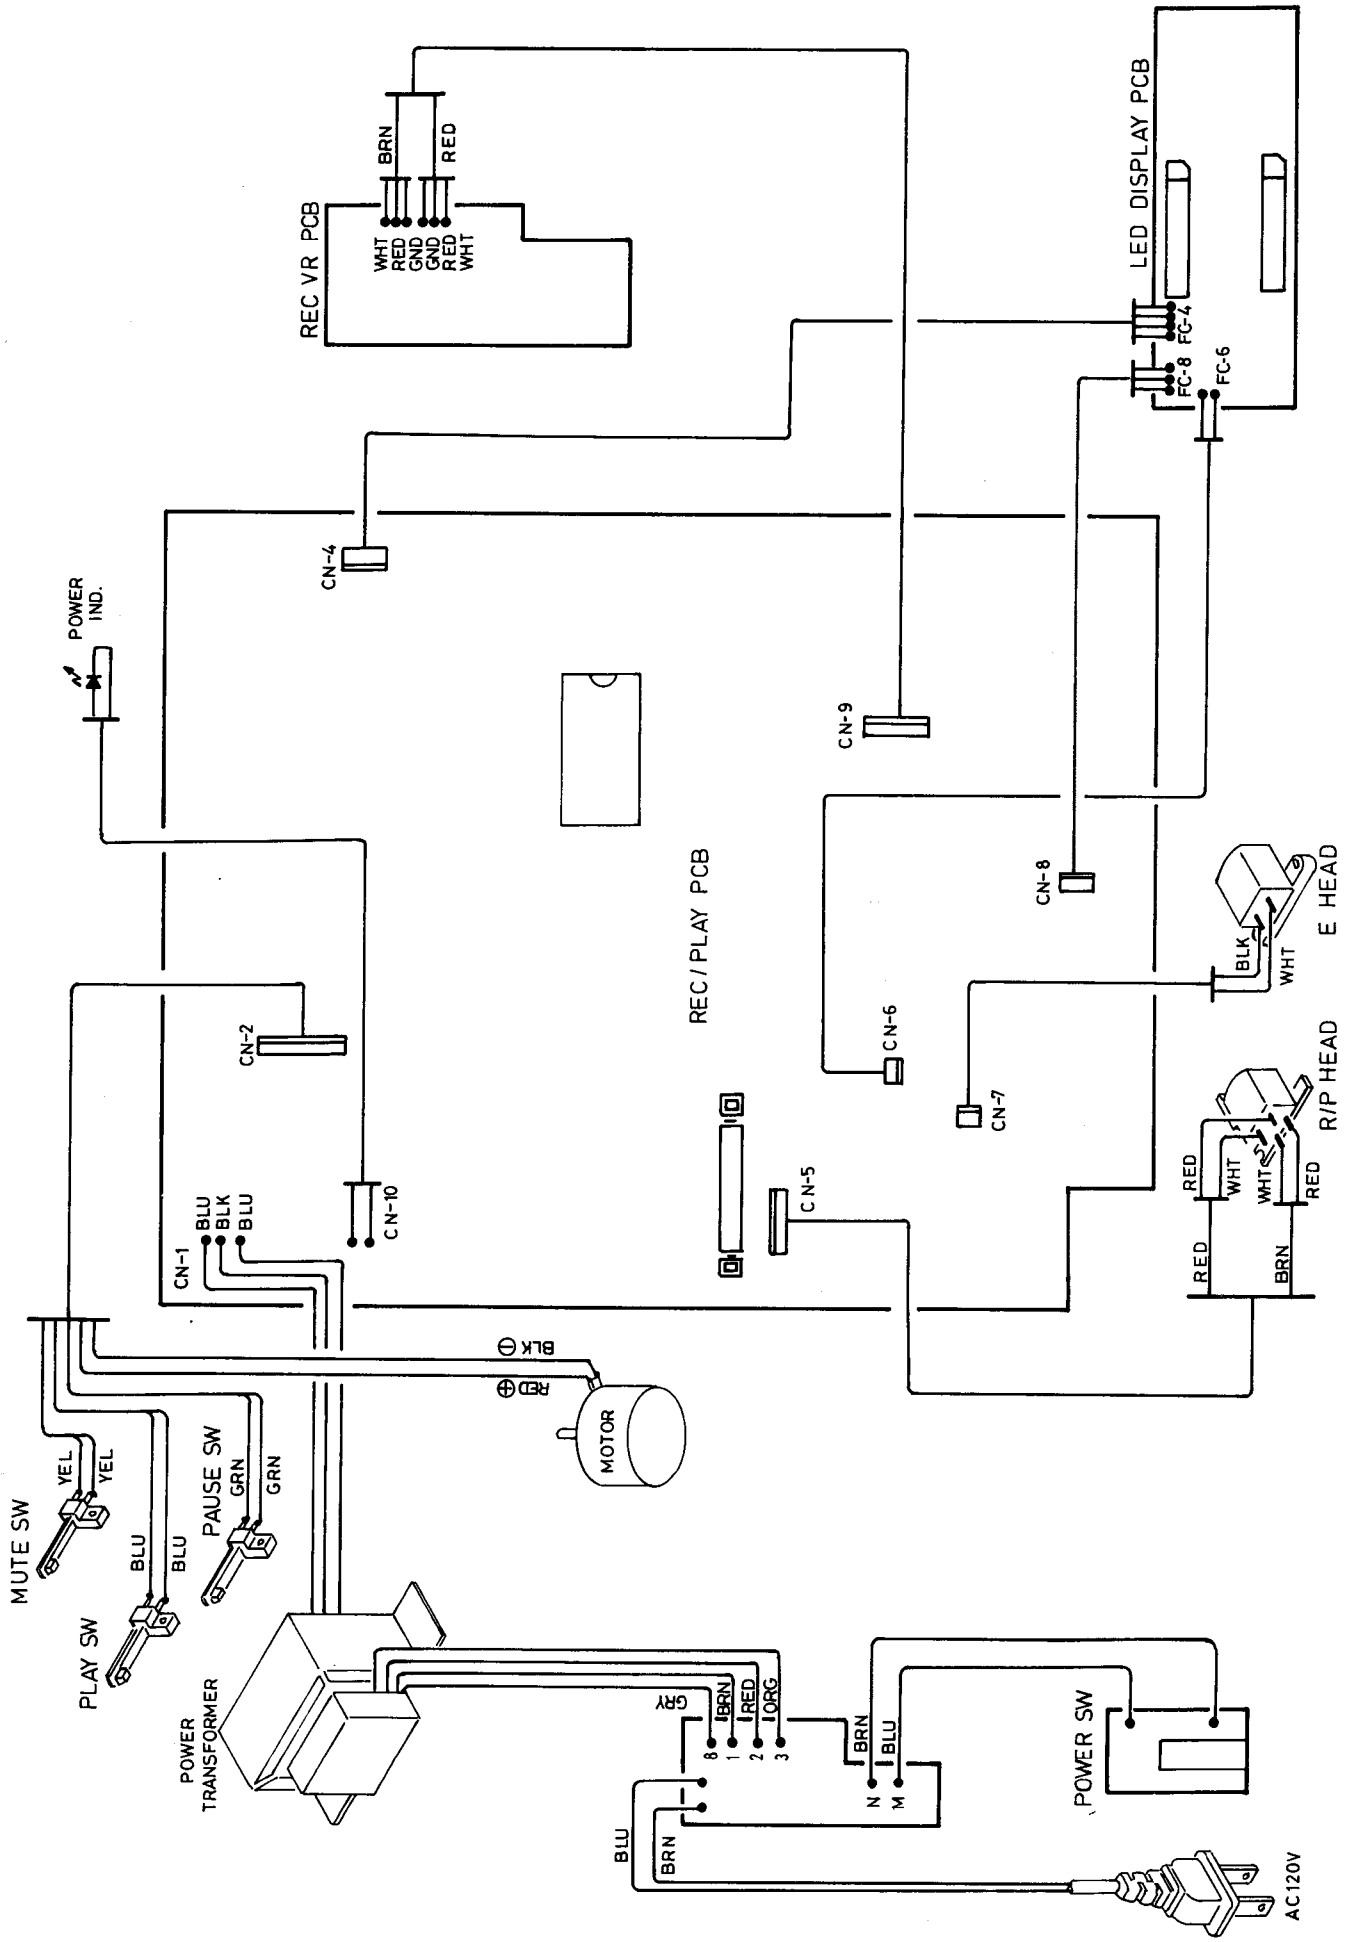 MUTE SW
YEL
YEL
PLAY SW
BLU
BLU
PAUSE SW
GRN
GRN
POWER
TRANSFORMER
MOTOR
RED ⊕
BLK ⊖
GRY
BRN
RED
ORG
8
1
2
3
BLU
BRN
N
M
BRN
BLU
POWER SW
AC120V
CN-1
BLU
BLK
BLU
CN-2
CN-10
POWER
IND.
CN-4
REC VR PCB
WHT
RED
GND
GND
RED
WHT
BRN
RED
REC/PLAY PCB
CN-5
CN-6
CN-7
CN-8
CN-9
LED DISPLAY PCB
FC-4
FC-8
FC-6
RED
BRN
RED
WHT
WHT
RED
R/P HEAD
BLK
WHT
E HEAD